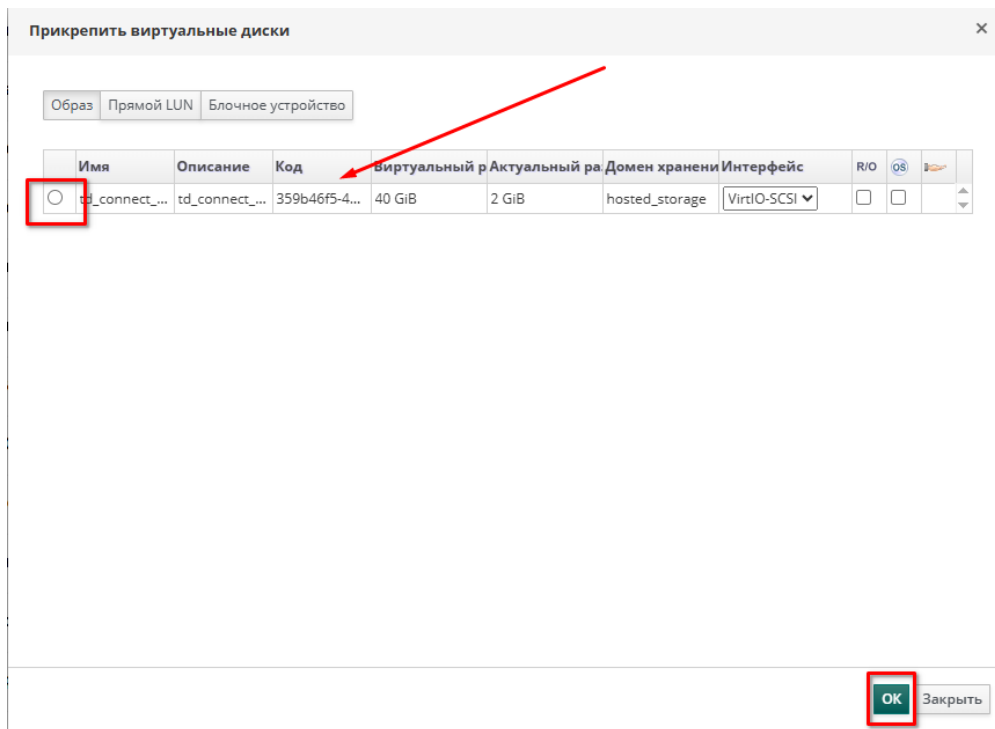 Прикрепить виртуальные диски
Образ Прямой LUN Блочное устройство
Имя Описание Код Виртуальный р Актуальный ра Домен хранени Интерфейс R/O OS
td_connect_... td_connect_... 359b46f5-4... 40 GiB 2 GiB hosted_storage VirtIO-SCSI
ОК Закрыть